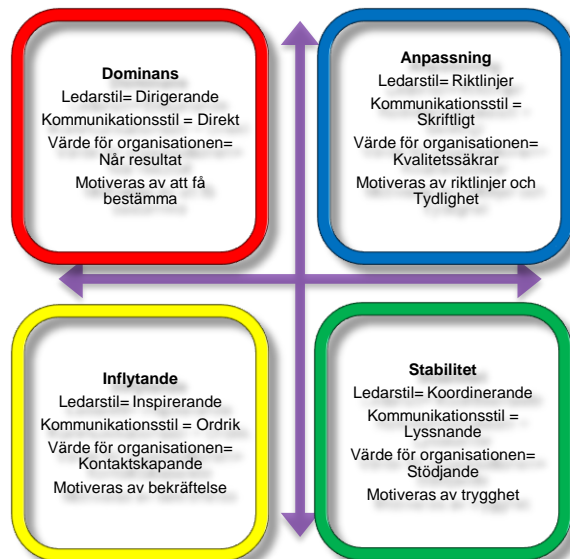 Dominans
Ledarstil= Dirigerande
Kommunikationsstil = Direkt
Värde för organisationen=
Når resultat
Motiveras av att få
bestämma
Anpassning
Ledarstil= Riktlinjer
Kommunikationsstil =
Skriftligt
Värde för organisationen=
Kvalitetssäkrar
Motiveras av riktlinjer och
Tydlighet
Inflytande
Ledarstil= Inspirerande
Kommunikationsstil = Ordrik
Värde för organisationen=
Kontaktskapande
Motiveras av bekräftelse
Stabilitet
Ledarstil= Koordinerande
Kommunikationsstil =
Lyssnande
Värde för organisationen=
Stödjande
Motiveras av trygghet